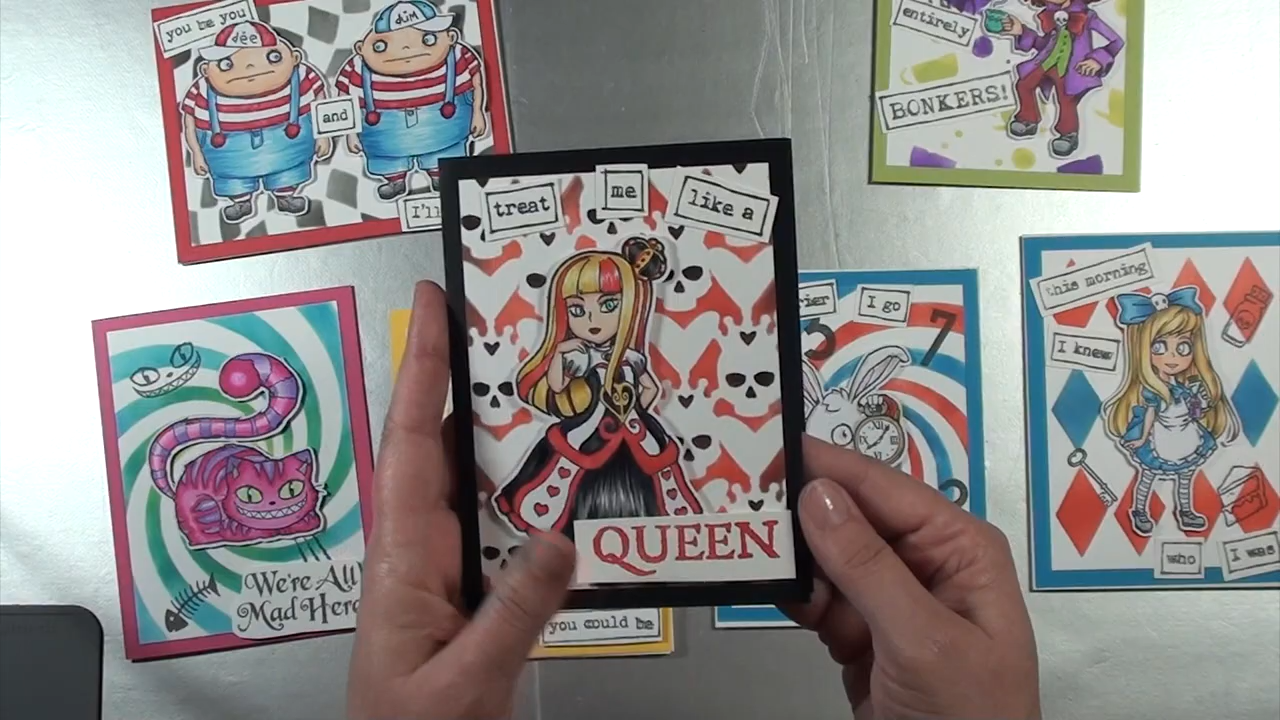 you be you
dee
dum
and
I'll
entirely
BONKERS!
treat me like a
QUEEN
I go
7
this morning
I knew
who I was
We're All
Mad Here
you could be